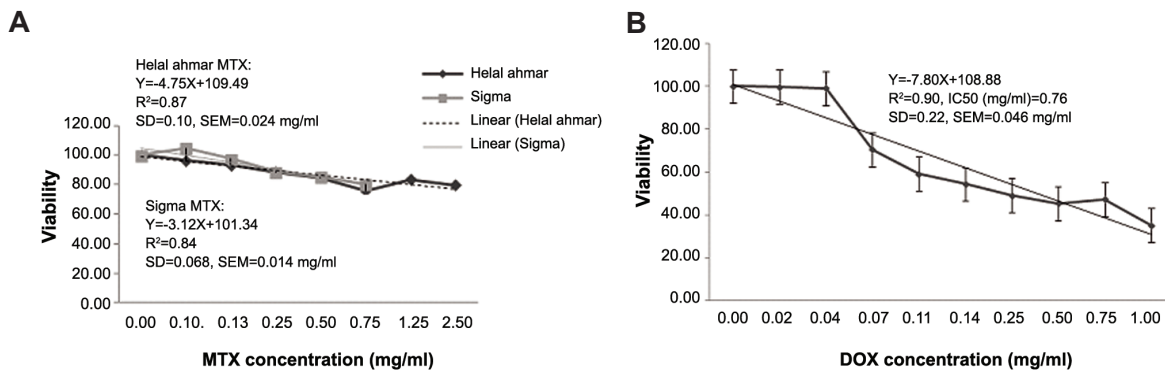 A
Helal ahmar MTX:
Y=-4.75X+109.49
R²=0.87
SD=0.10, SEM=0.024 mg/ml
Helal ahmar
Sigma
Linear (Helal ahmar)
Linear (Sigma)
120.00
100.00
80.00
60.00
40.00
20.00
0.00
Viability
Sigma MTX:
Y=-3.12X+101.34
R²=0.84
SD=0.068, SEM=0.014 mg/ml
0.00 0.10. 0.13 0.25 0.50 0.75 1.25 2.50
MTX concentration (mg/ml)
B
120.00
100.00
80.00
60.00
40.00
20.00
0.00
Viability
Y=-7.80X+108.88
R²=0.90, IC50 (mg/ml)=0.76
SD=0.22, SEM=0.046 mg/ml
0.00 0.02 0.04 0.07 0.11 0.14 0.25 0.50 0.75 1.00
DOX concentration (mg/ml)